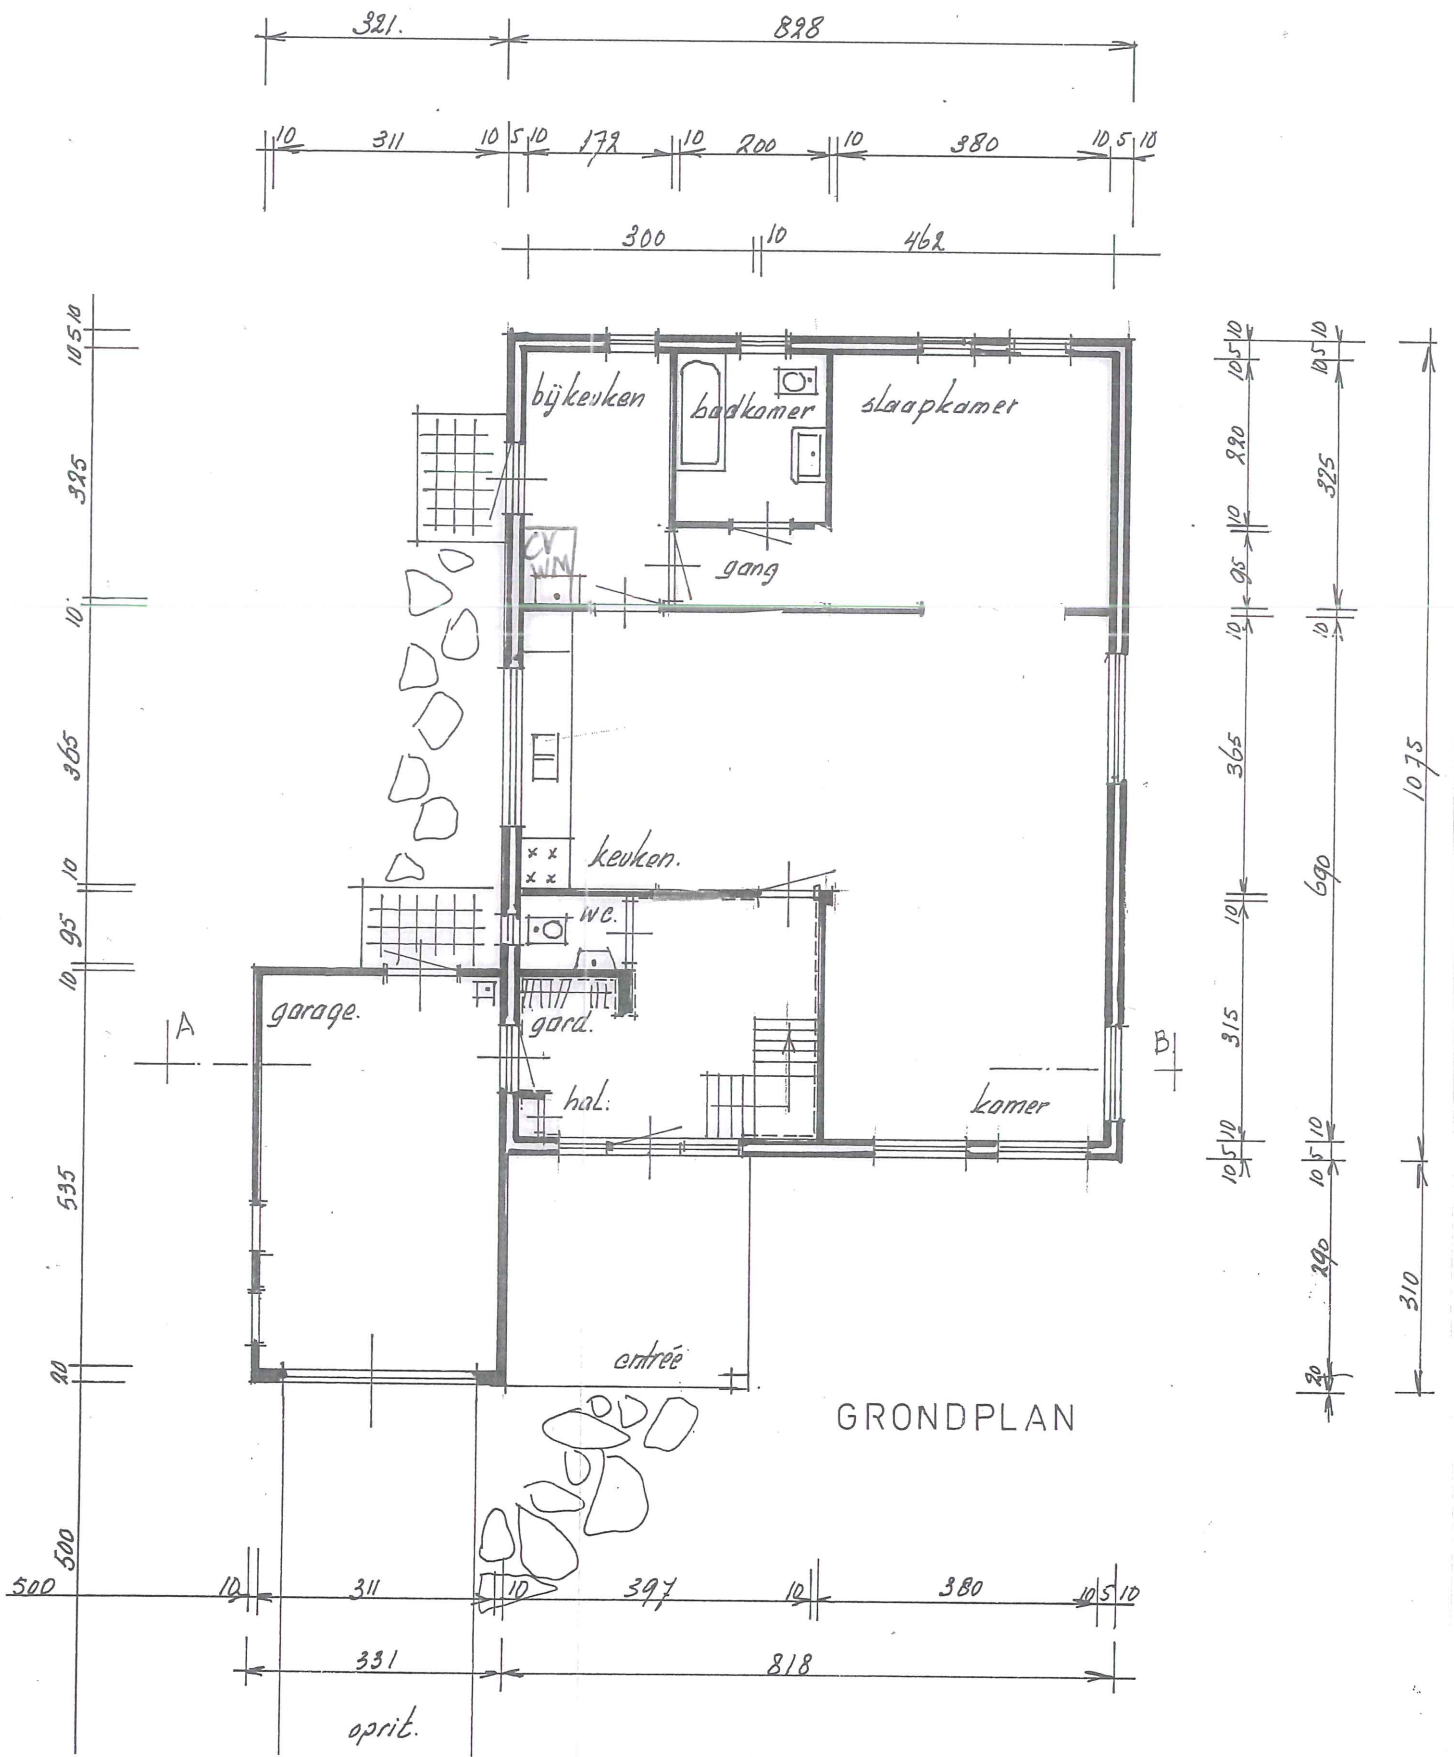 321. 828
10 311 10 5 10 172 10 200 10 380 10 5 10
300 10 462
10 5 10
325
10
365
10
95
10
535
20
500
bijkeuken
badkamer
slaapkamer
CV
WM
gang
keuken.
wc.
garage.
gard.
hal.
kamer
A
B
entrée
GRONDPLAN
10 5 10
220
10
95
10
365
10
315
10 5 10
10 5 10
325
10
690
10 5 10
290
20
1075
310
500 10 311 10 397 10 380 10 5 10
331 818
oprit.